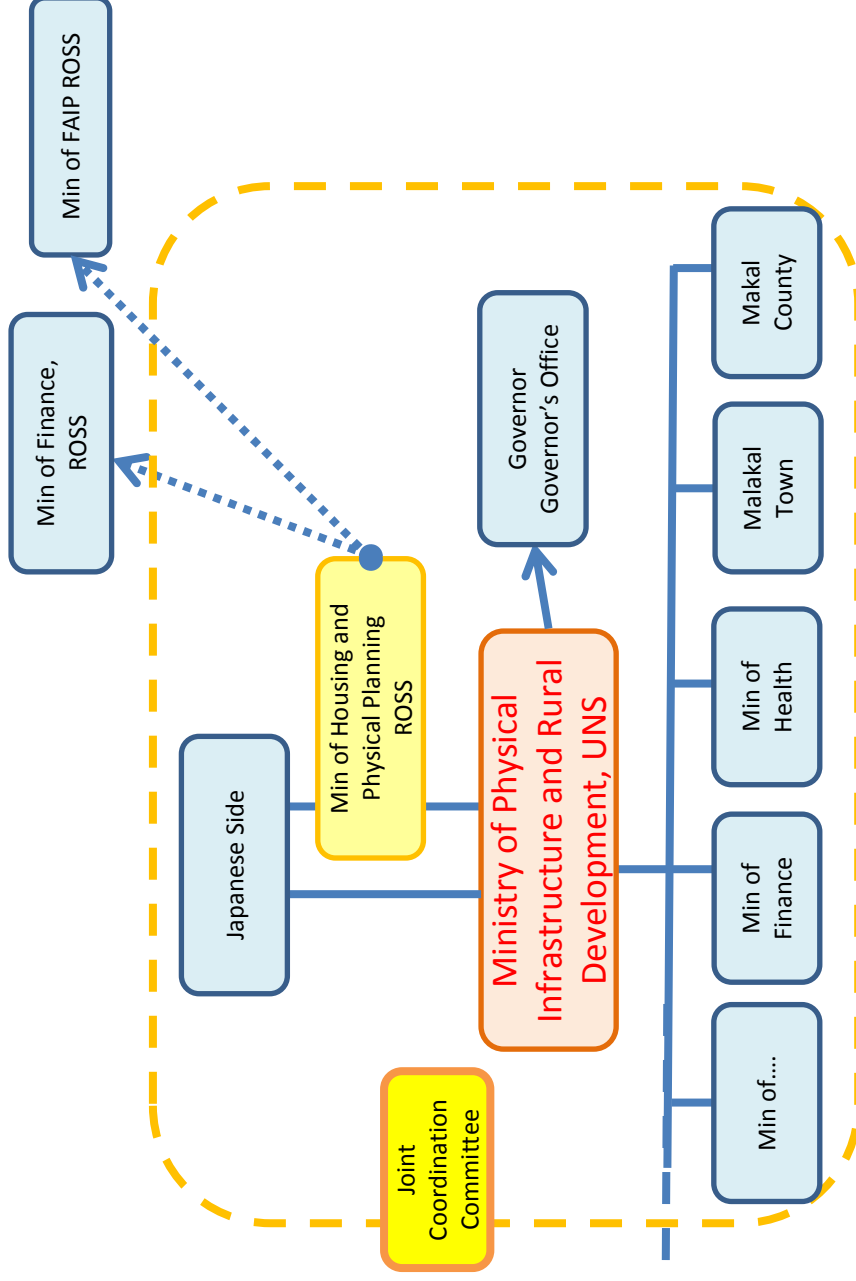 Min of Finance,
ROSS
Min of FAIP ROSS
Japanese Side
Min of Housing and
Physical Planning
ROSS
Joint
Coordination
Committee
Ministry of Physical
Infrastructure and Rural
Development, UNS
Governor
Governor’s Office
Min of....
Min of
Finance
Min of
Health
Malakal
Town
Makal
County